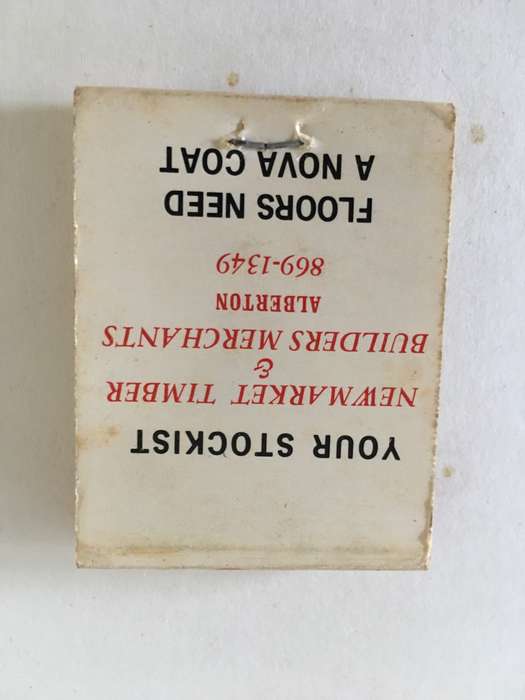 YOUR STOCKIST
NEWMARKET TIMBER
&
BUILDERS MERCHANTS
ALBERTON
869-1349
FLOORS NEED
A NOVA COAT